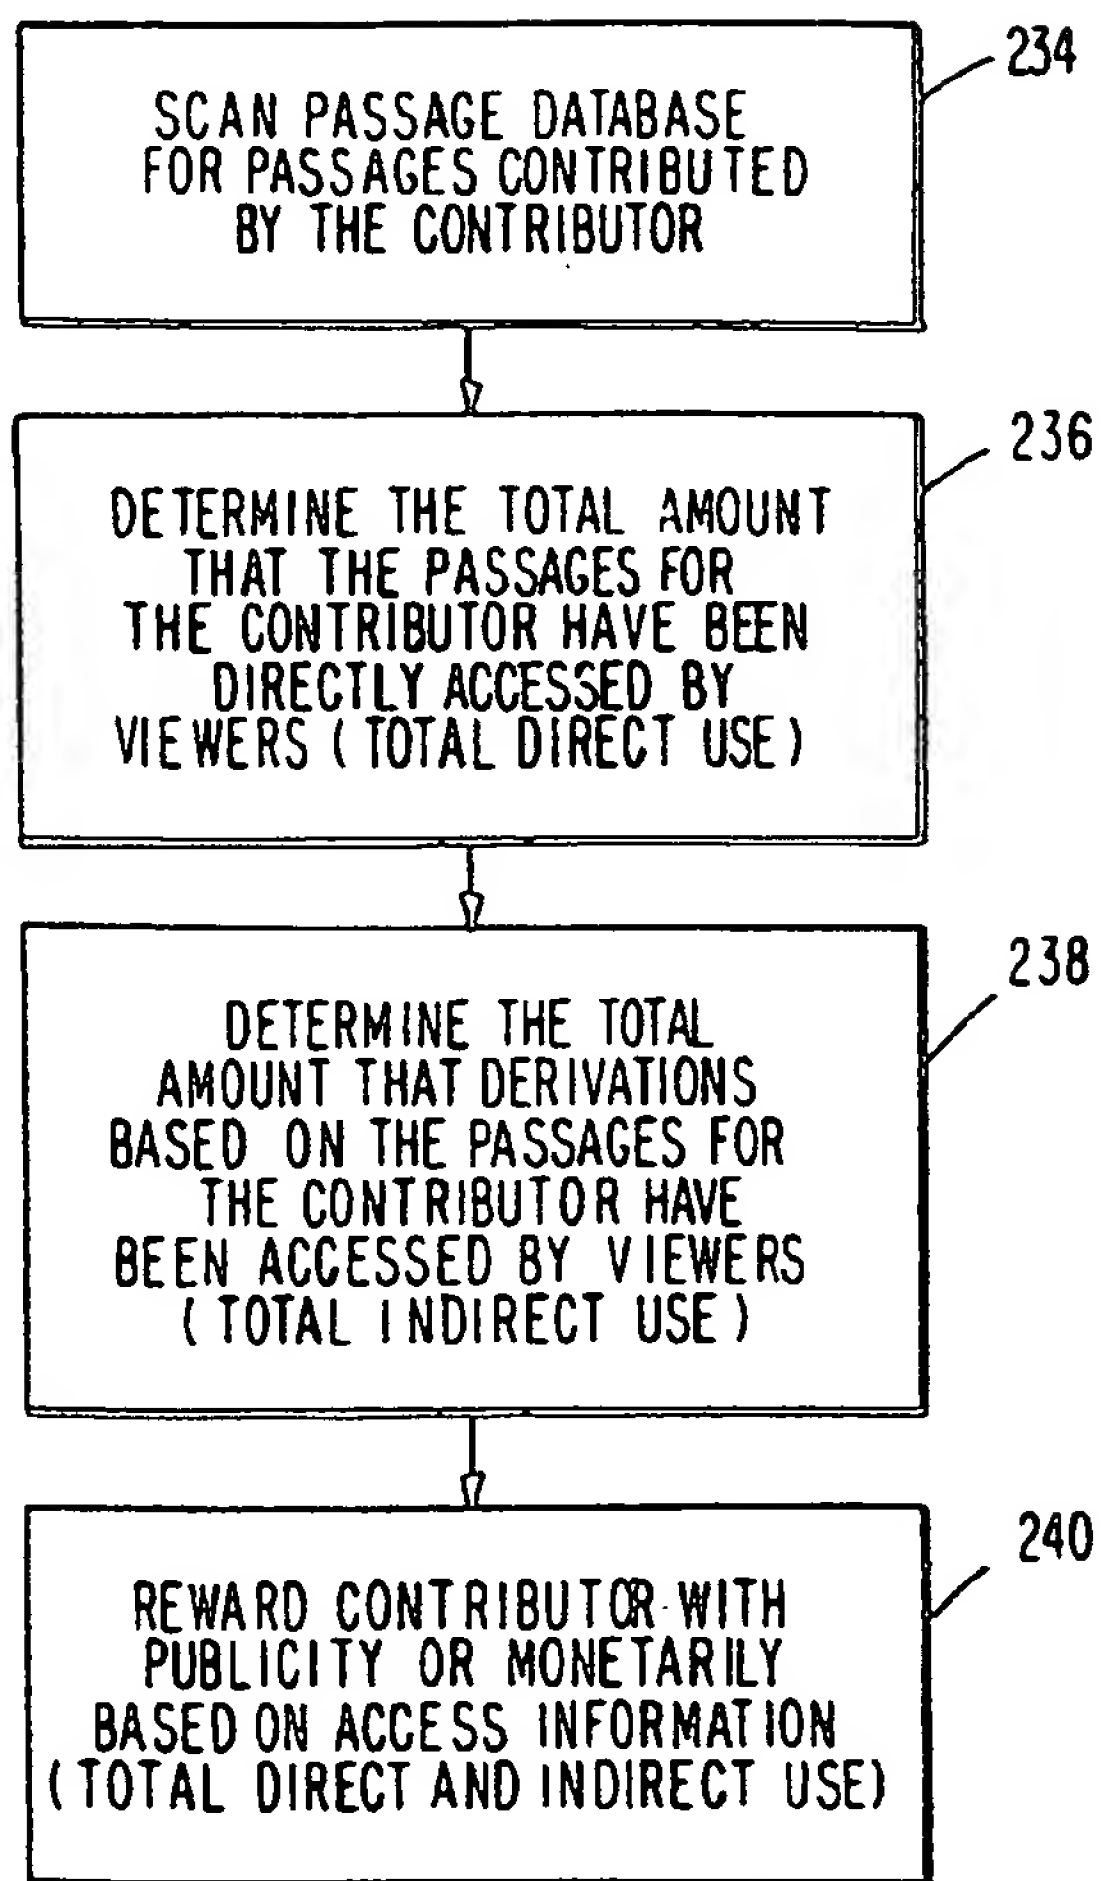 234
SCAN PASSAGE DATABASE
FOR PASSAGES CONTRIBUTED
BY THE CONTRIBUTOR
236
DETERMINE THE TOTAL AMOUNT
THAT THE PASSAGES FOR
THE CONTRIBUTOR HAVE BEEN
DIRECTLY ACCESSED BY
VIEWERS (TOTAL DIRECT USE)
238
DETERMINE THE TOTAL
AMOUNT THAT DERIVATIONS
BASED ON THE PASSAGES FOR
THE CONTRIBUTOR HAVE
BEEN ACCESSED BY VIEWERS
(TOTAL INDIRECT USE)
240
REWARD CONTRIBUTOR WITH
PUBLICITY OR MONETARILY
BASED ON ACCESS INFORMATION
(TOTAL DIRECT AND INDIRECT USE)